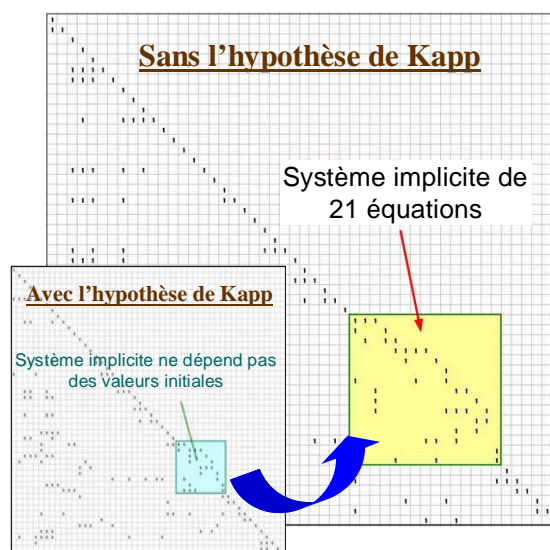 Sans l'hypothèse de Kapp
Système implicite de
21 équations
Avec l'hypothèse de Kapp
Système implicite ne dépend pas
des valeurs initiales